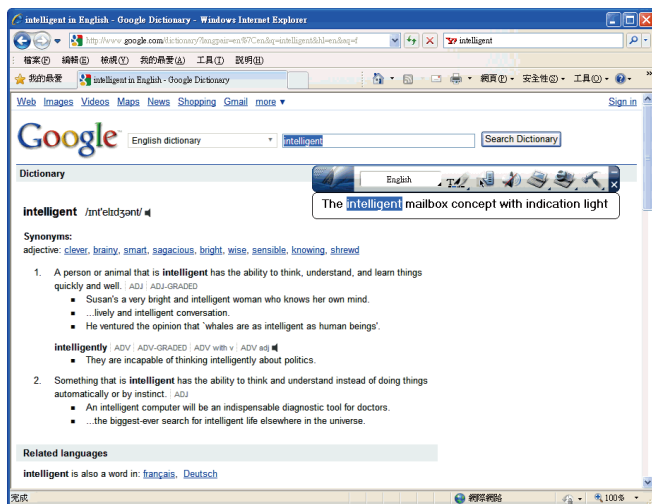 intelligent in English - Google Dictionary - Windows Internet Explorer
http://www.google.com/dictionary?langpair=en%7Cen&q=intelligent&hl=en&aq=f
intelligent
檔案(F) 編輯(E) 檢視(V) 我的最愛(A) 工具(T) 說明(H)
我的最愛 intelligent in English - Google Dictionary 網頁(P) 安全性(S) 工具(O)
Web Images Videos Maps News Shopping Gmail more ▼ Sign in
Google English dictionary intelligent Search Dictionary
Dictionary
English
The intelligent mailbox concept with indication light
intelligent /ɪnt'elɪdʒənt/
Synonyms:
adjective: clever, brainy, smart, sagacious, bright, wise, sensible, knowing, shrewd
1. A person or animal that is intelligent has the ability to think, understand, and learn things
quickly and well. ADJ ADJ-GRADED
■ Susan's a very bright and intelligent woman who knows her own mind.
■ ...lively and intelligent conversation.
■ He ventured the opinion that `whales are as intelligent as human beings'.
intelligently ADV ADV-GRADED ADV with v ADV adj
■ They are incapable of thinking intelligently about politics.
2. Something that is intelligent has the ability to think and understand instead of doing things
automatically or by instinct. ADJ
■ An intelligent computer will be an indispensable diagnostic tool for doctors.
■ ...the biggest-ever search for intelligent life elsewhere in the universe.
Related languages
intelligent is also a word in: français, Deutsch
完成 網際網路 100%